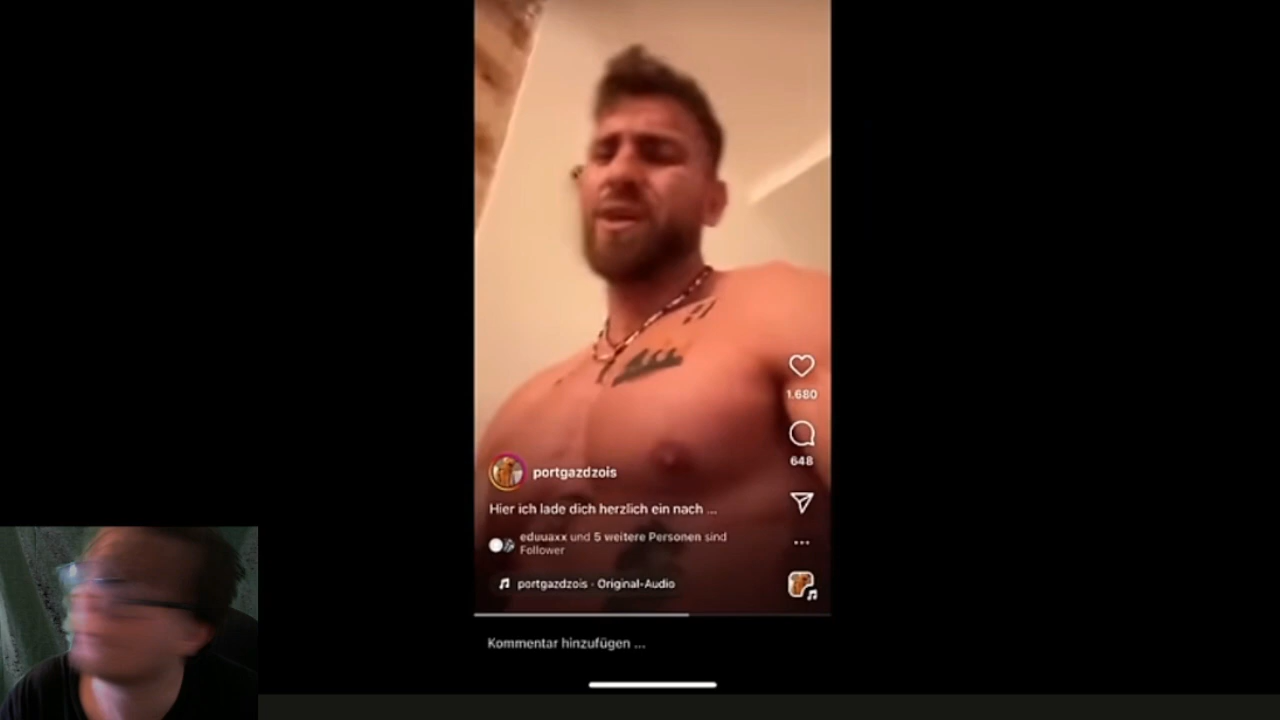 1.680
648
portgazdzois
Hier ich lade dich herzlich ein nach ...
eduuaxx und 5 weitere Personen sind
Follower
portgazdzois · Original-Audio
Kommentar hinzufügen ...